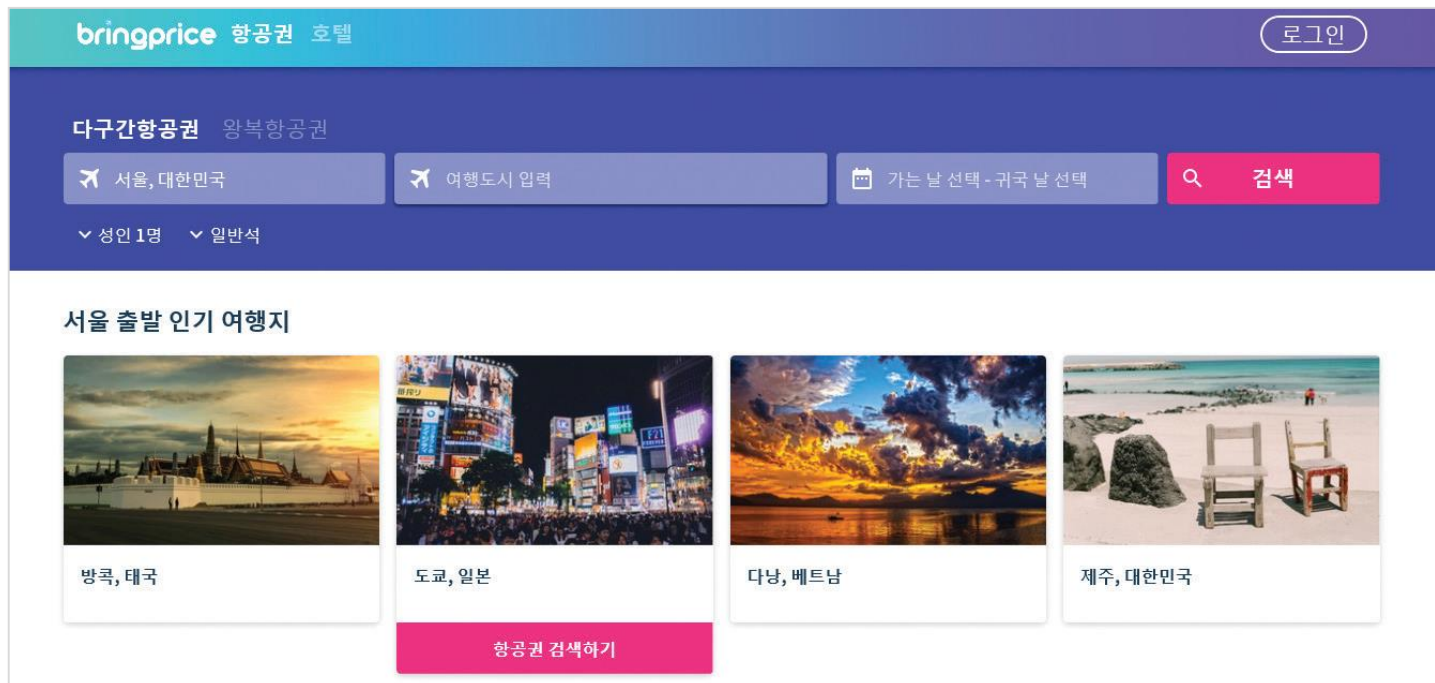 bringprice 항공권 호텔 로그인
다구간항공권 왕복항공권
서울, 대한민국 여행도시 입력 가는 날 선택 - 귀국 날 선택 검색
성인 1명 일반석
서울 출발 인기 여행지
F21
방콕, 태국 도쿄, 일본 다낭, 베트남 제주, 대한민국
항공권 검색하기